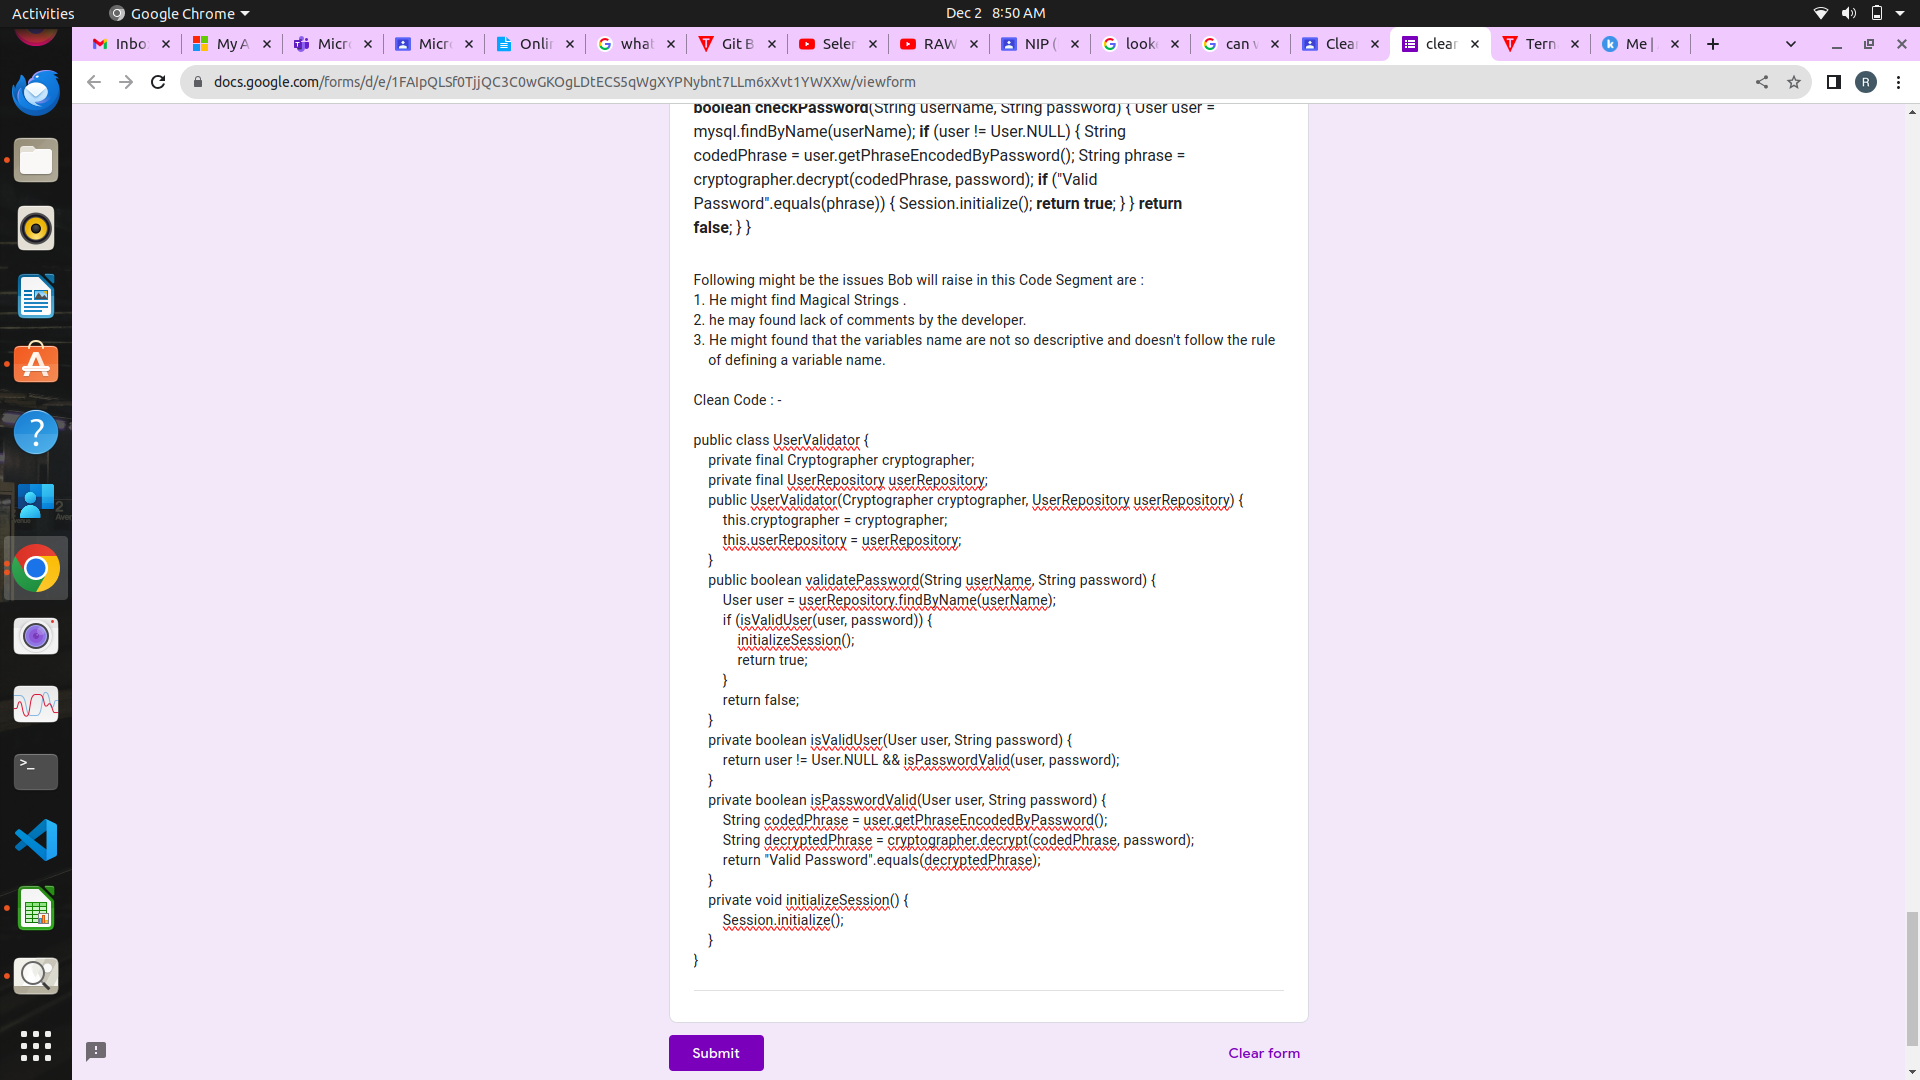 Activities
Google Chrome
Dec 2 8:50 AM
Inbo
My A
Micro
Micro
Onlin
what
Git B
Selen
RAW
NIP (
look
can w
Clean
clean
Tern
Me |
docs.google.com/forms/d/e/1FAIpQLSf0TjjQC3C0wGKOgLDtECS5qWgXYPNybnt7LLm6xXvt1YWXXw/viewform
R
boolean checkPassword(String userName, String password) { User user =
mysql.findByName(userName); if (user != User.NULL) { String
codedPhrase = user.getPhraseEncodedByPassword(); String phrase =
cryptographer.decrypt(codedPhrase, password); if ("Valid
Password".equals(phrase)) { Session.initialize(); return true; } } return
false; } }
Following might be the issues Bob will raise in this Code Segment are :
1. He might find Magical Strings .
2. he may found lack of comments by the developer.
3. He might found that the variables name are not so descriptive and doesn't follow the rule
of defining a variable name.
Clean Code : -
public class UserValidator {
private final Cryptographer cryptographer;
private final UserRepository userRepository;
public UserValidator(Cryptographer cryptographer, UserRepository userRepository) {
this.cryptographer = cryptographer;
this.userRepository = userRepository;
}
public boolean validatePassword(String userName, String password) {
User user = userRepository.findByName(userName);
if (isValidUser(user, password)) {
initializeSession();
return true;
}
return false;
}
private boolean isValidUser(User user, String password) {
return user != User.NULL && isPasswordValid(user, password);
}
private boolean isPasswordValid(User user, String password) {
String codedPhrase = user.getPhraseEncodedByPassword();
String decryptedPhrase = cryptographer.decrypt(codedPhrase, password);
return "Valid Password".equals(decryptedPhrase);
}
private void initializeSession() {
Session.initialize();
}
}
Submit
Clear form